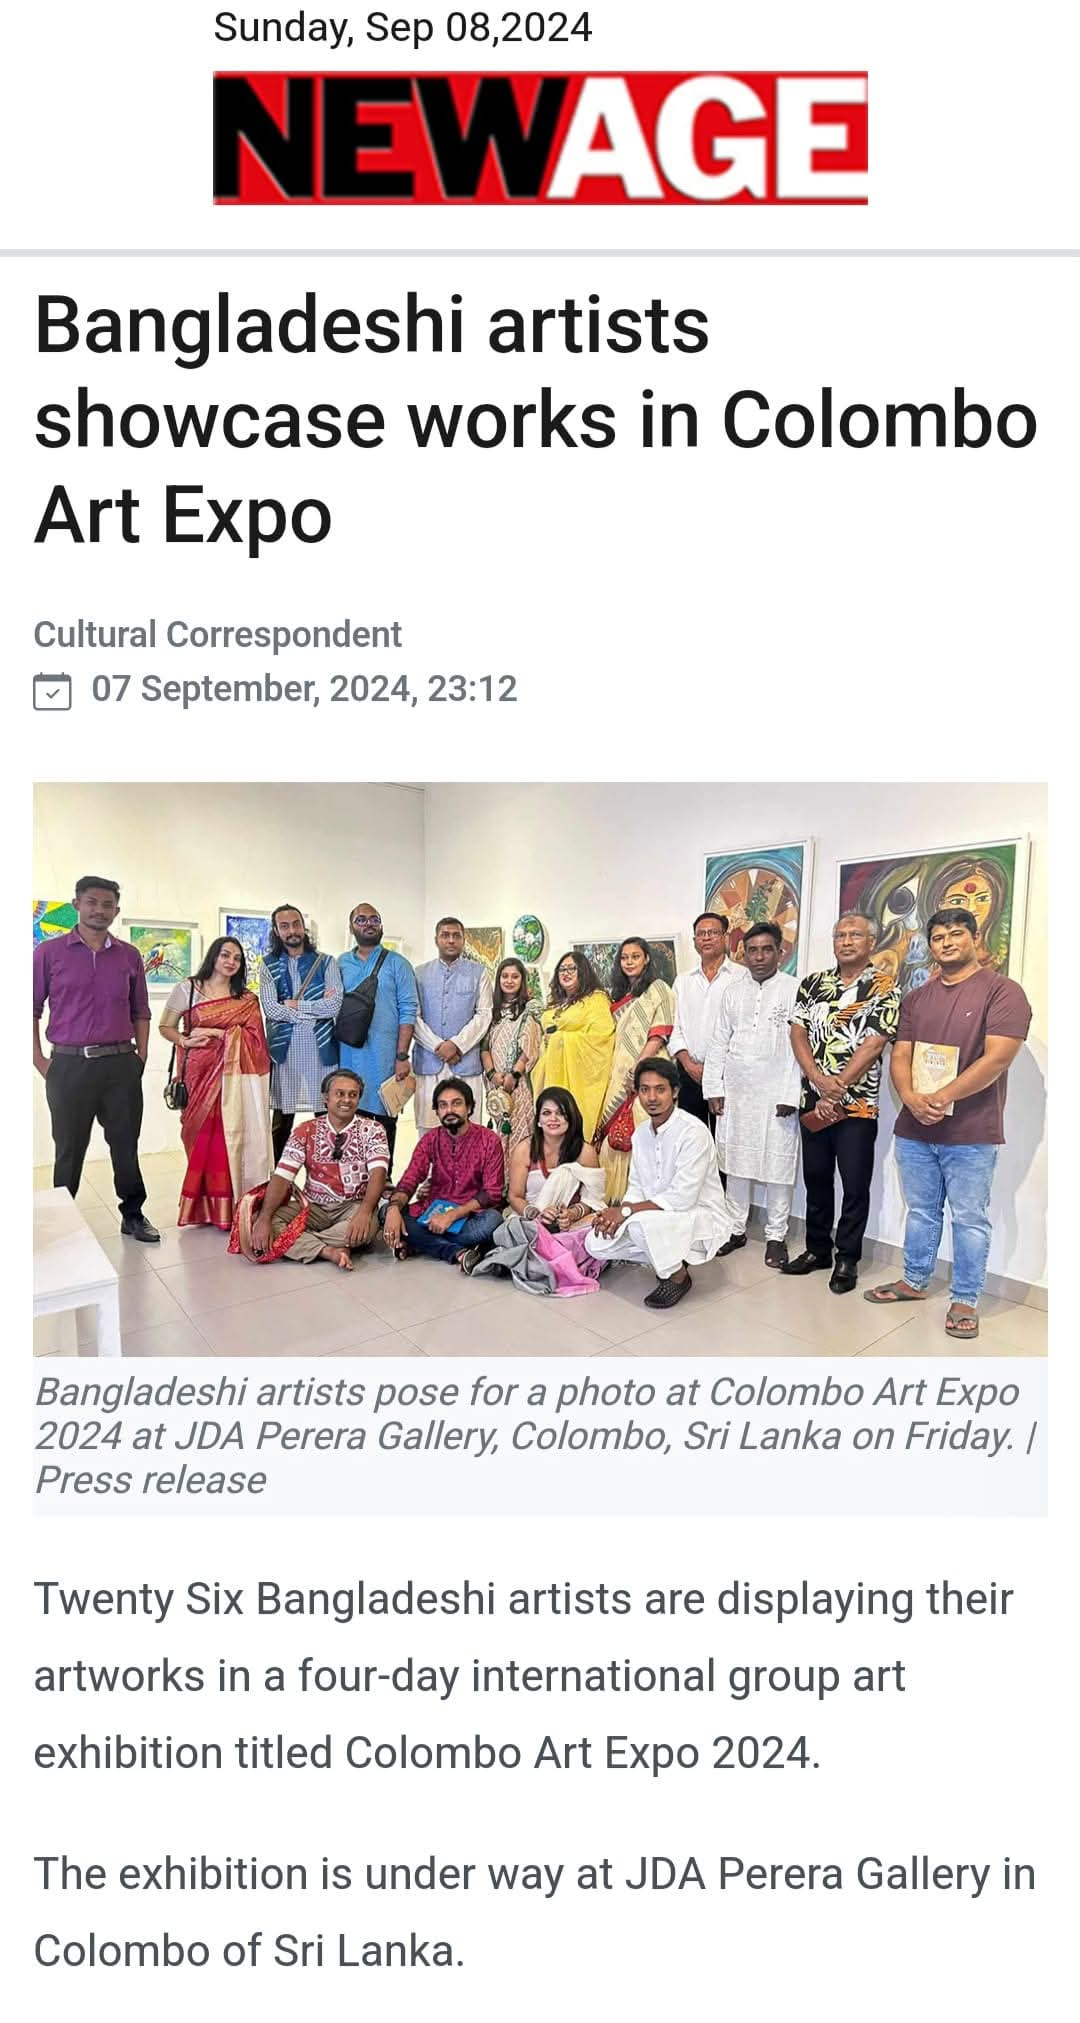 Sunday, Sep 08,2024
NEWAGE
Bangladeshi artists
showcase works in Colombo
Art Expo
Cultural Correspondent
07 September, 2024, 23:12
Bangladeshi artists pose for a photo at Colombo Art Expo
2024 at JDA Perera Gallery, Colombo, Sri Lanka on Friday. |
Press release
Twenty Six Bangladeshi artists are displaying their
artworks in a four-day international group art
exhibition titled Colombo Art Expo 2024.
The exhibition is under way at JDA Perera Gallery in
Colombo of Sri Lanka.